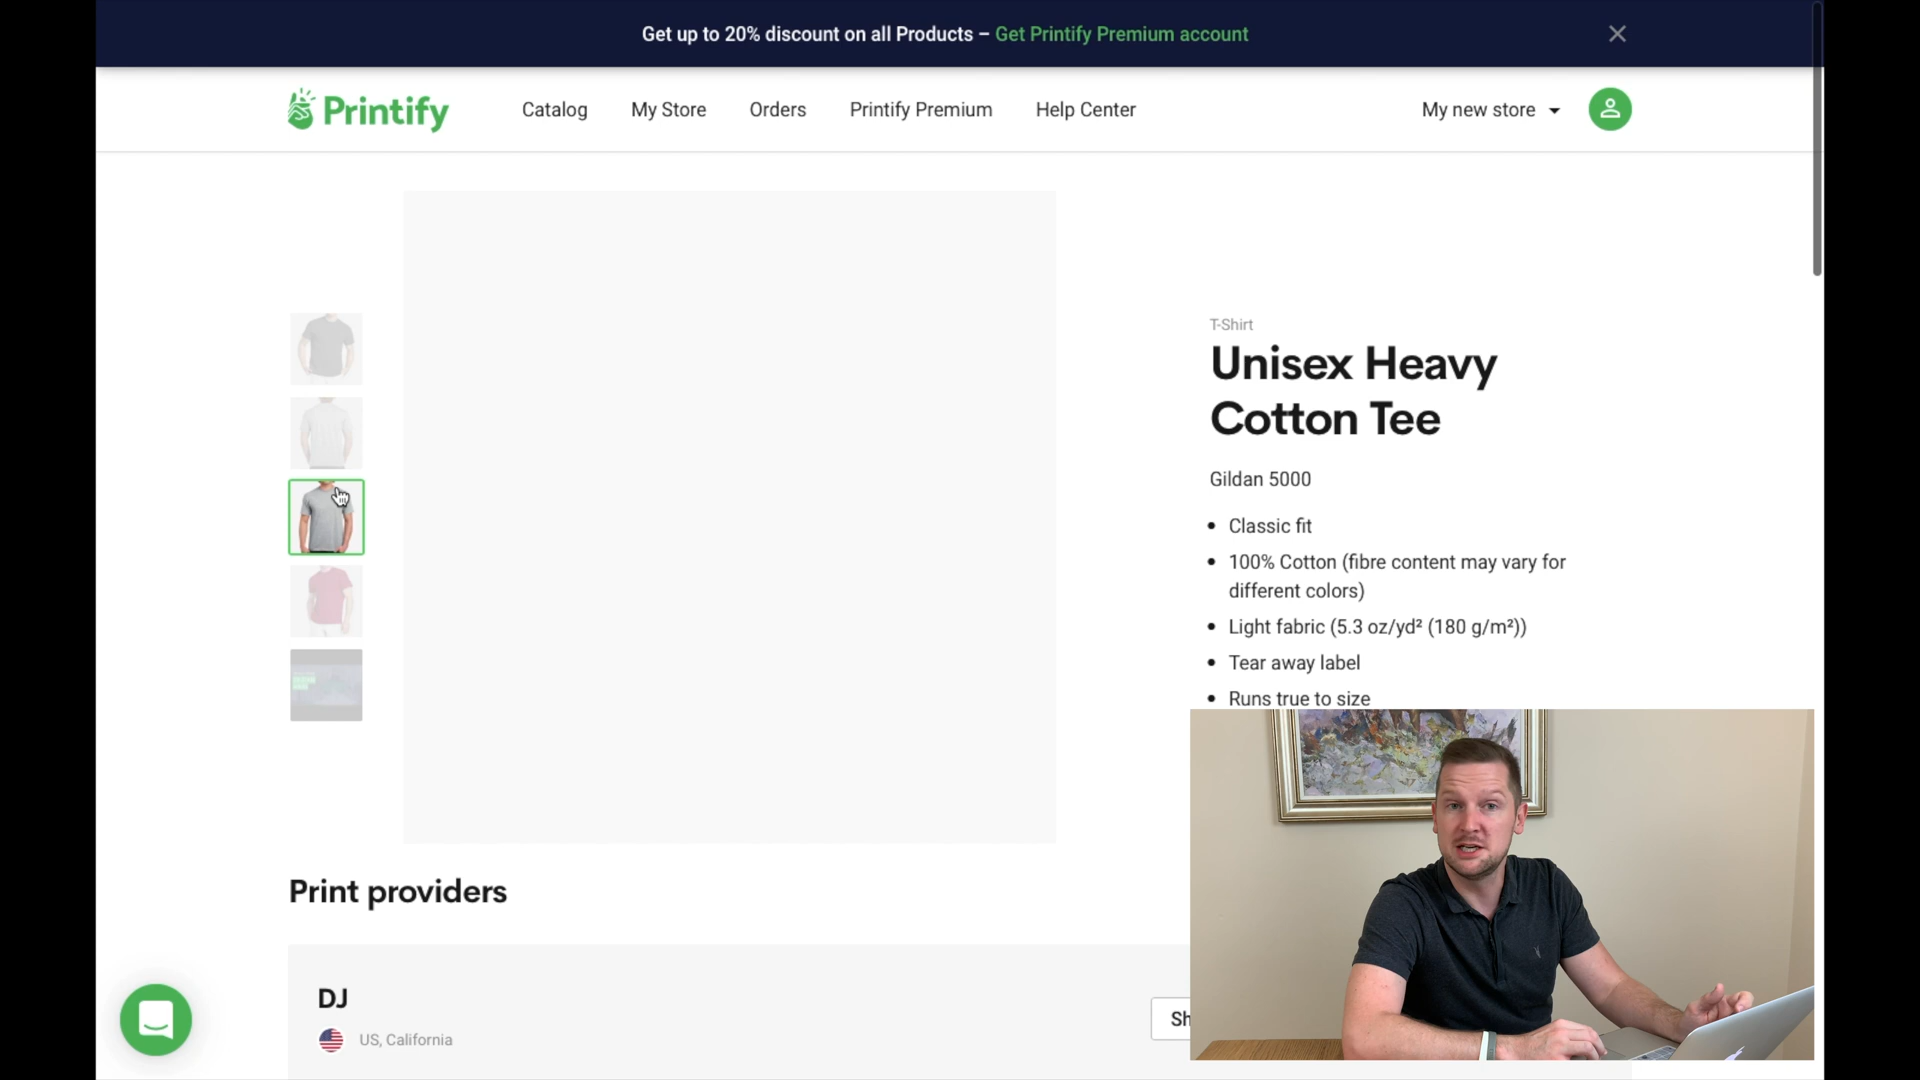 Get up to 20% discount on all Products – Get Printify Premium account
Printify
Catalog
My Store
Orders
Printify Premium
Help Center
My new store
T-Shirt
Unisex Heavy
Cotton Tee
Gildan 5000
Classic fit
100% Cotton (fibre content may vary for
different colors)
Light fabric (5.3 oz/yd² (180 g/m²))
Tear away label
Runs true to size
Print providers
DJ
US, California
Sh